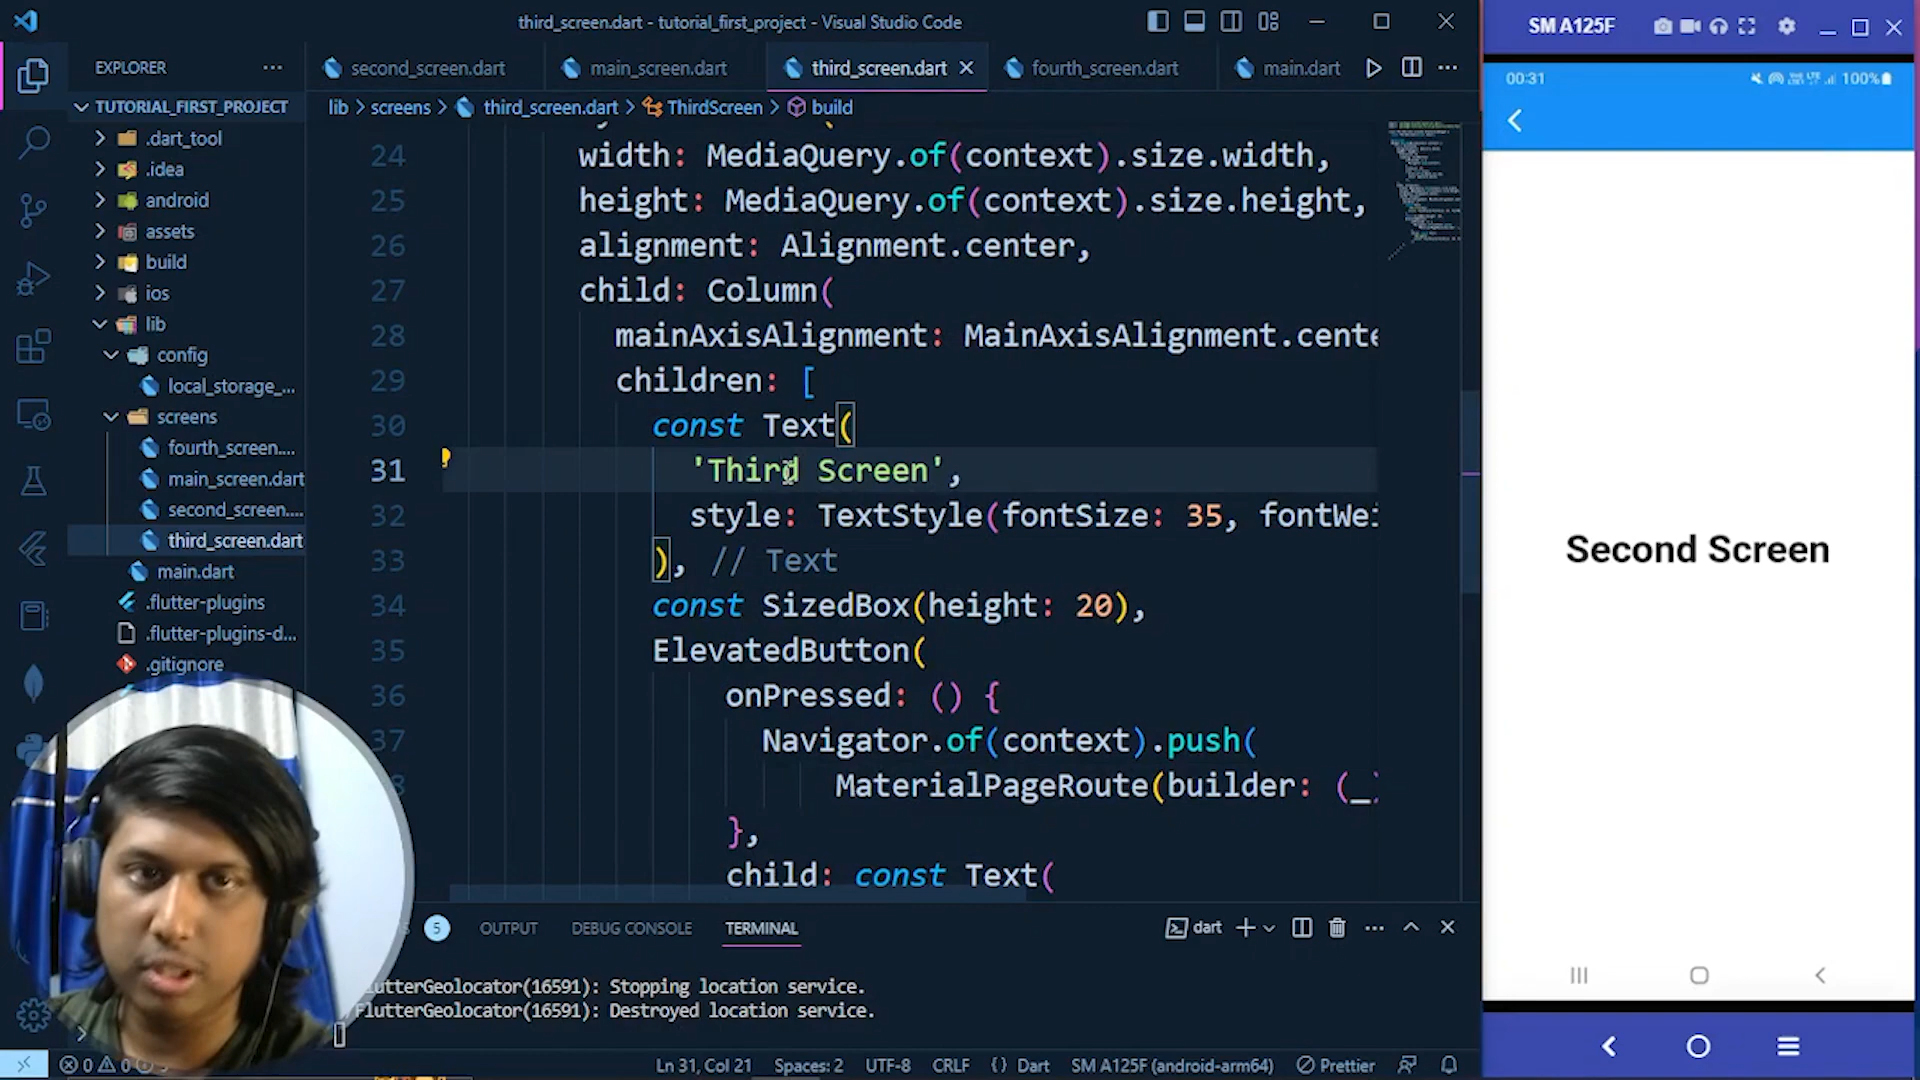 third_screen.dart - tutorial_first_project - Visual Studio Code
SM A125F
EXPLORER
second_screen.dart
main_screen.dart
third_screen.dart
fourth_screen.dart
main.dart
00:31
100%
TUTORIAL_FIRST_PROJECT
lib > screens > third_screen.dart > ThirdScreen > build
.dart_tool
.idea
android
assets
build
ios
lib
config
local_storage_...
screens
fourth_screen....
main_screen.dart
second_screen....
third_screen.dart
main.dart
.flutter-plugins
.flutter-plugins-d...
.gitignore
24 width: MediaQuery.of(context).size.width,
25 height: MediaQuery.of(context).size.height,
26 alignment: Alignment.center,
27 child: Column(
28 mainAxisAlignment: MainAxisAlignment.cente
29 children: [
30 const Text(
31 'Third Screen',
32 style: TextStyle(fontSize: 35, fontWei
33 ), // Text
34 const SizedBox(height: 20),
35 ElevatedButton(
36 onPressed: () {
37 Navigator.of(context).push(
8 MaterialPageRoute(builder: (_)
},
child: const Text(
Second Screen
5
OUTPUT
DEBUG CONSOLE
TERMINAL
dart
FlutterGeolocator(16591): Stopping location service.
FlutterGeolocator(16591): Destroyed location service.
0 0
Ln 31, Col 21
Spaces: 2
UTF-8
CRLF
{ } Dart
SM A125F (android-arm64)
Prettier